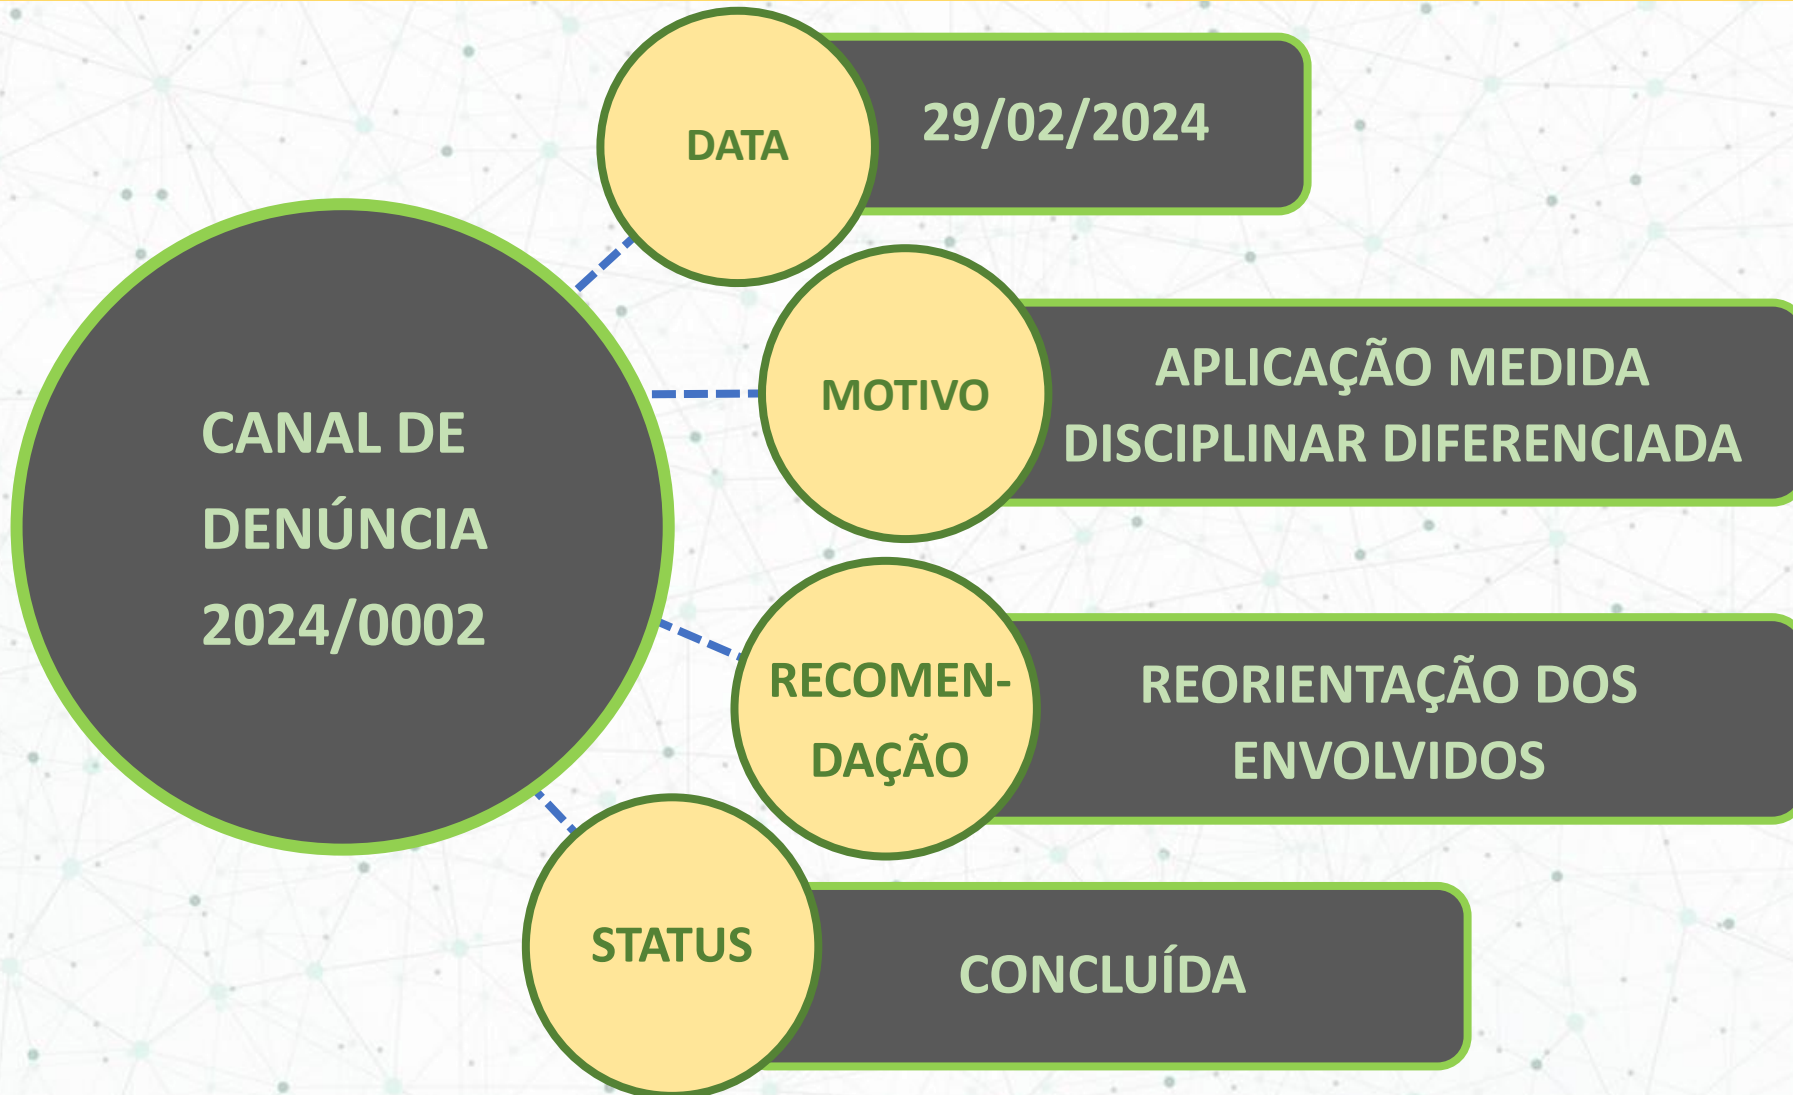 CANAL DE
DENÚNCIA
2024/0002
DATA
29/02/2024
MOTIVO
APLICAÇÃO MEDIDA
DISCIPLINAR DIFERENCIADA
RECOMEN-
DAÇÃO
REORIENTAÇÃO DOS
ENVOLVIDOS
STATUS
CONCLUÍDA